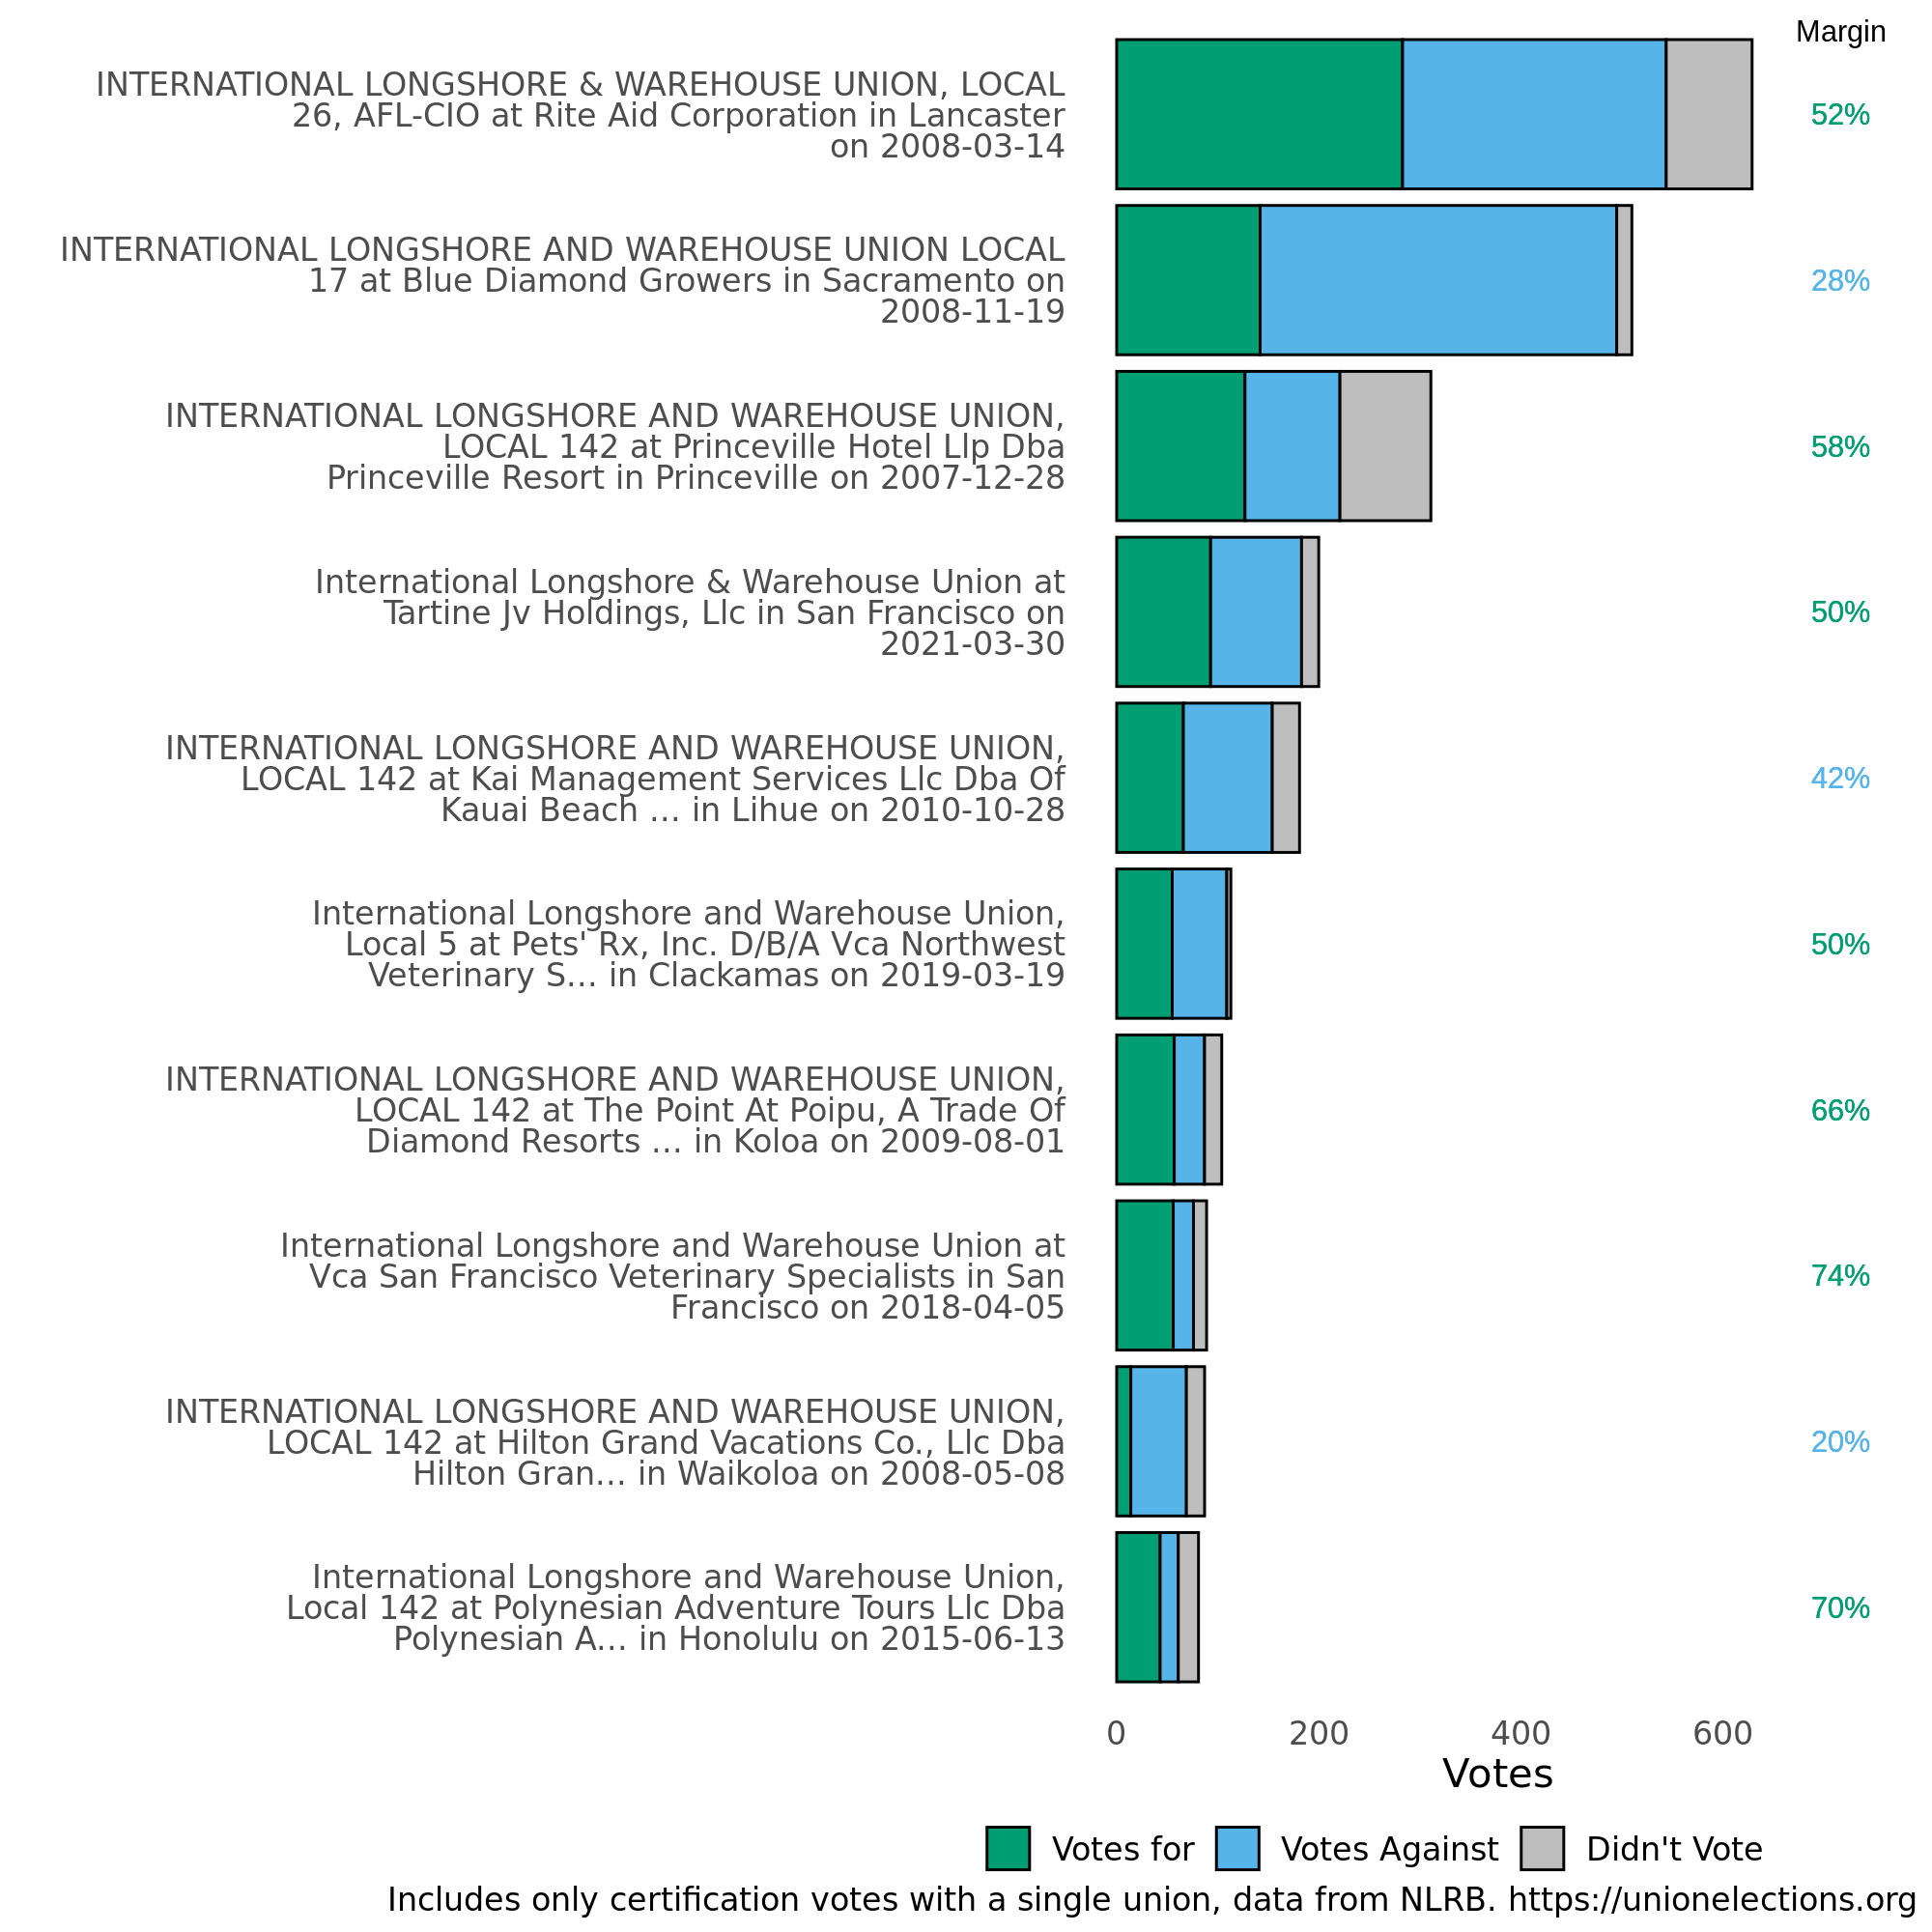 Margin
INTERNATIONAL LONGSHORE & WAREHOUSE UNION, LOCAL
26, AFL-CIO at Rite Aid Corporation in Lancaster
on 2008-03-14
52%
INTERNATIONAL LONGSHORE AND WAREHOUSE UNION LOCAL
17 at Blue Diamond Growers in Sacramento on
2008-11-19
28%
INTERNATIONAL LONGSHORE AND WAREHOUSE UNION,
LOCAL 142 at Princeville Hotel Llp Dba
Princeville Resort in Princeville on 2007-12-28
58%
International Longshore & Warehouse Union at
Tartine Jv Holdings, Llc in San Francisco on
2021-03-30
50%
INTERNATIONAL LONGSHORE AND WAREHOUSE UNION,
LOCAL 142 at Kai Management Services Llc Dba Of
Kauai Beach ... in Lihue on 2010-10-28
42%
International Longshore and Warehouse Union,
Local 5 at Pets' Rx, Inc. D/B/A Vca Northwest
Veterinary S... in Clackamas on 2019-03-19
50%
INTERNATIONAL LONGSHORE AND WAREHOUSE UNION,
LOCAL 142 at The Point At Poipu, A Trade Of
Diamond Resorts ... in Koloa on 2009-08-01
66%
International Longshore and Warehouse Union at
Vca San Francisco Veterinary Specialists in San
Francisco on 2018-04-05
74%
INTERNATIONAL LONGSHORE AND WAREHOUSE UNION,
LOCAL 142 at Hilton Grand Vacations Co., Llc Dba
Hilton Gran... in Waikoloa on 2008-05-08
20%
International Longshore and Warehouse Union,
Local 142 at Polynesian Adventure Tours Llc Dba
Polynesian A... in Honolulu on 2015-06-13
70%
0 200 400 600
Votes
Votes for Votes Against Didn't Vote
Includes only certification votes with a single union, data from NLRB. https://unionelections.org